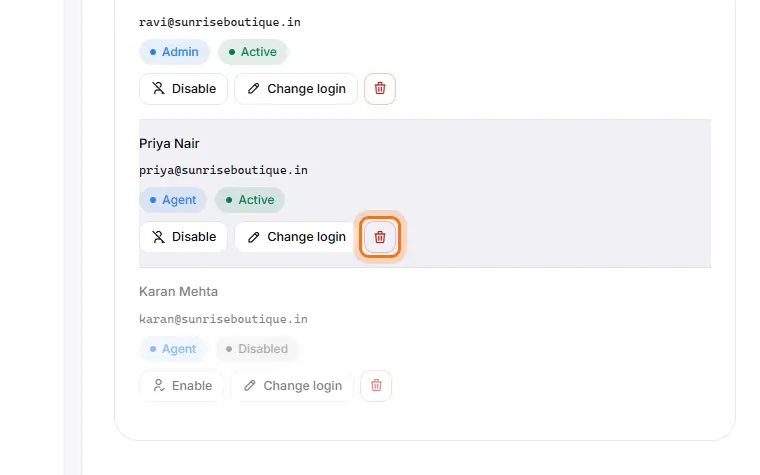 ravi@sunriseboutique.in
Admin Active
Disable Change login
Priya Nair
priya@sunriseboutique.in
Agent Active
Disable Change login
Karan Mehta
karan@sunriseboutique.in
Agent Disabled
Enable Change login